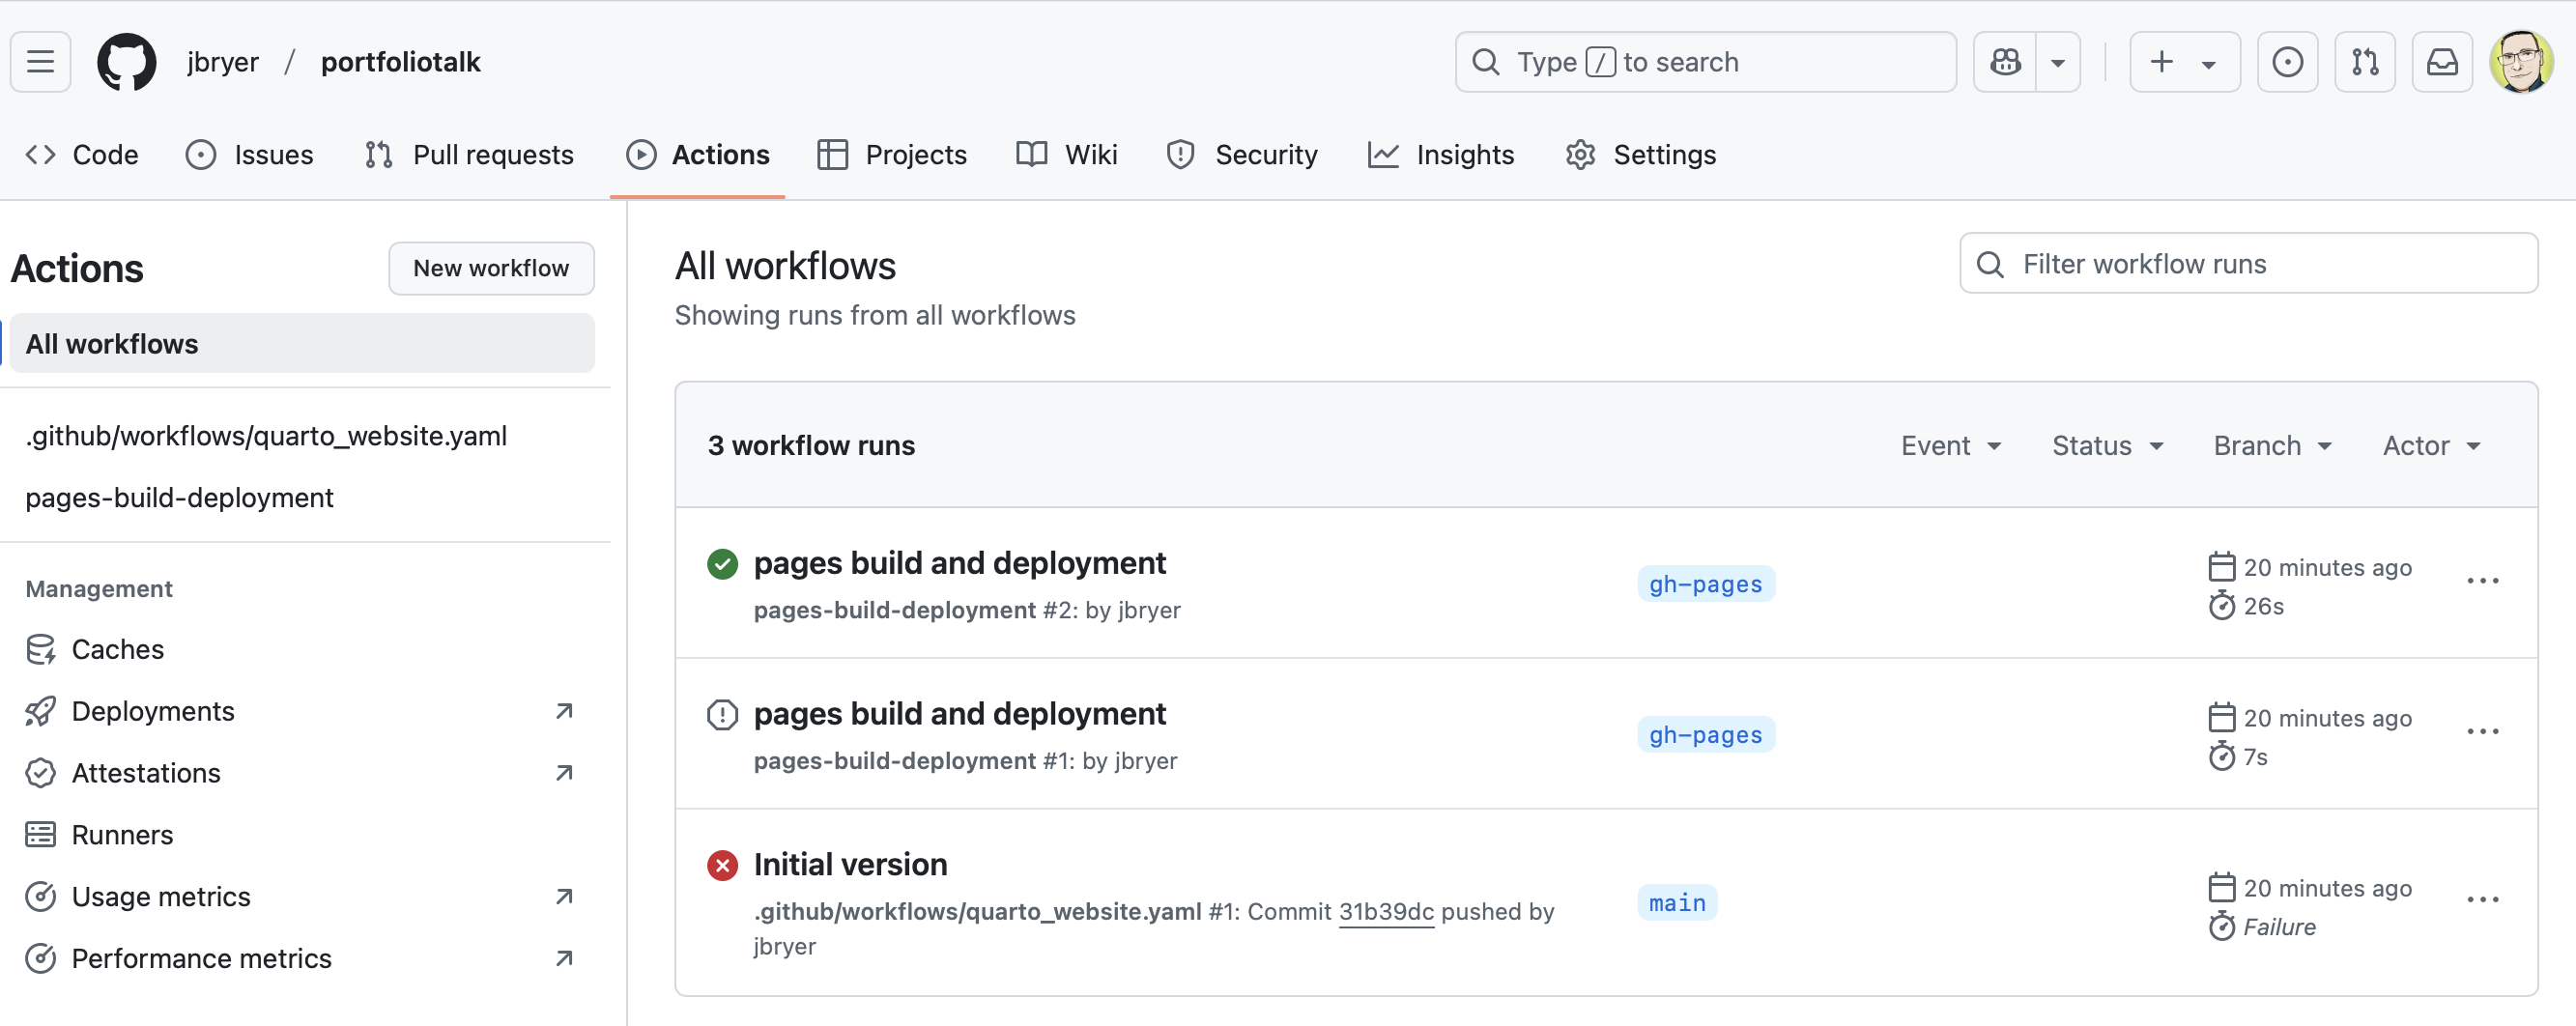 jbryer / portfoliotalk
Type / to search
Code
Issues
Pull requests
Actions
Projects
Wiki
Security
Insights
Settings
Actions
New workflow
All workflows
.github/workflows/quarto_website.yaml
pages-build-deployment
Management
Caches
Deployments
Attestations
Runners
Usage metrics
Performance metrics
All workflows
Showing runs from all workflows
Filter workflow runs
3 workflow runs
Event
Status
Branch
Actor
pages build and deployment
pages-build-deployment #2: by jbryer
gh-pages
20 minutes ago
26s
pages build and deployment
pages-build-deployment #1: by jbryer
gh-pages
20 minutes ago
7s
Initial version
.github/workflows/quarto_website.yaml #1: Commit 31b39dc pushed by
jbryer
main
20 minutes ago
Failure